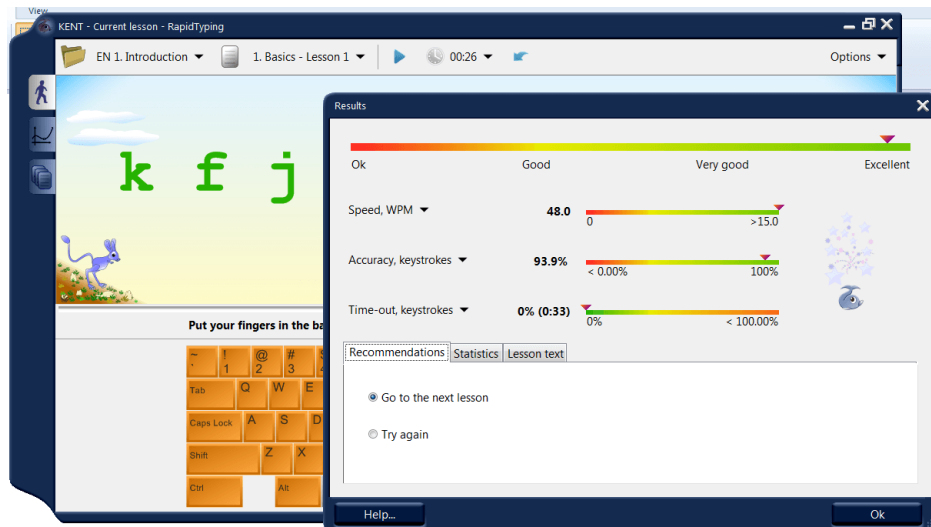 View
KENT - Current lesson - RapidTyping
EN 1. Introduction 1. Basics - Lesson 1 00:26 Options
Results
k f j
Ok Good Very good Excellent
Speed, WPM 48.0
0 >15.0
Accuracy, keystrokes 93.9%
< 0.00% 100%
Time-out, keystrokes 0% (0:33)
0% < 100.00%
Put your fingers in the ba
Recommendations Statistics Lesson text
Go to the next lesson
Try again
~ ! @ #
` 1 2 3
Tab Q W E
Caps Lock A S D
Shift Z X
Ctrl Alt
Help... Ok